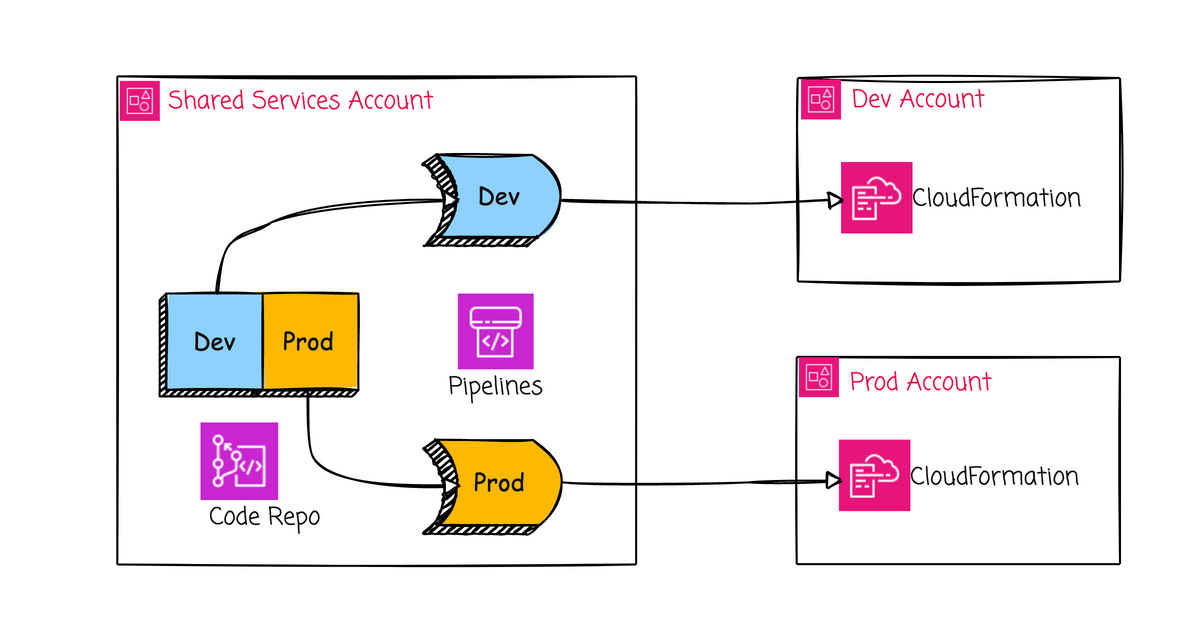 Shared Services Account
Dev Account
Dev
CloudFormation
Dev
Prod
Pipelines
Prod Account
Code Repo
Prod
CloudFormation